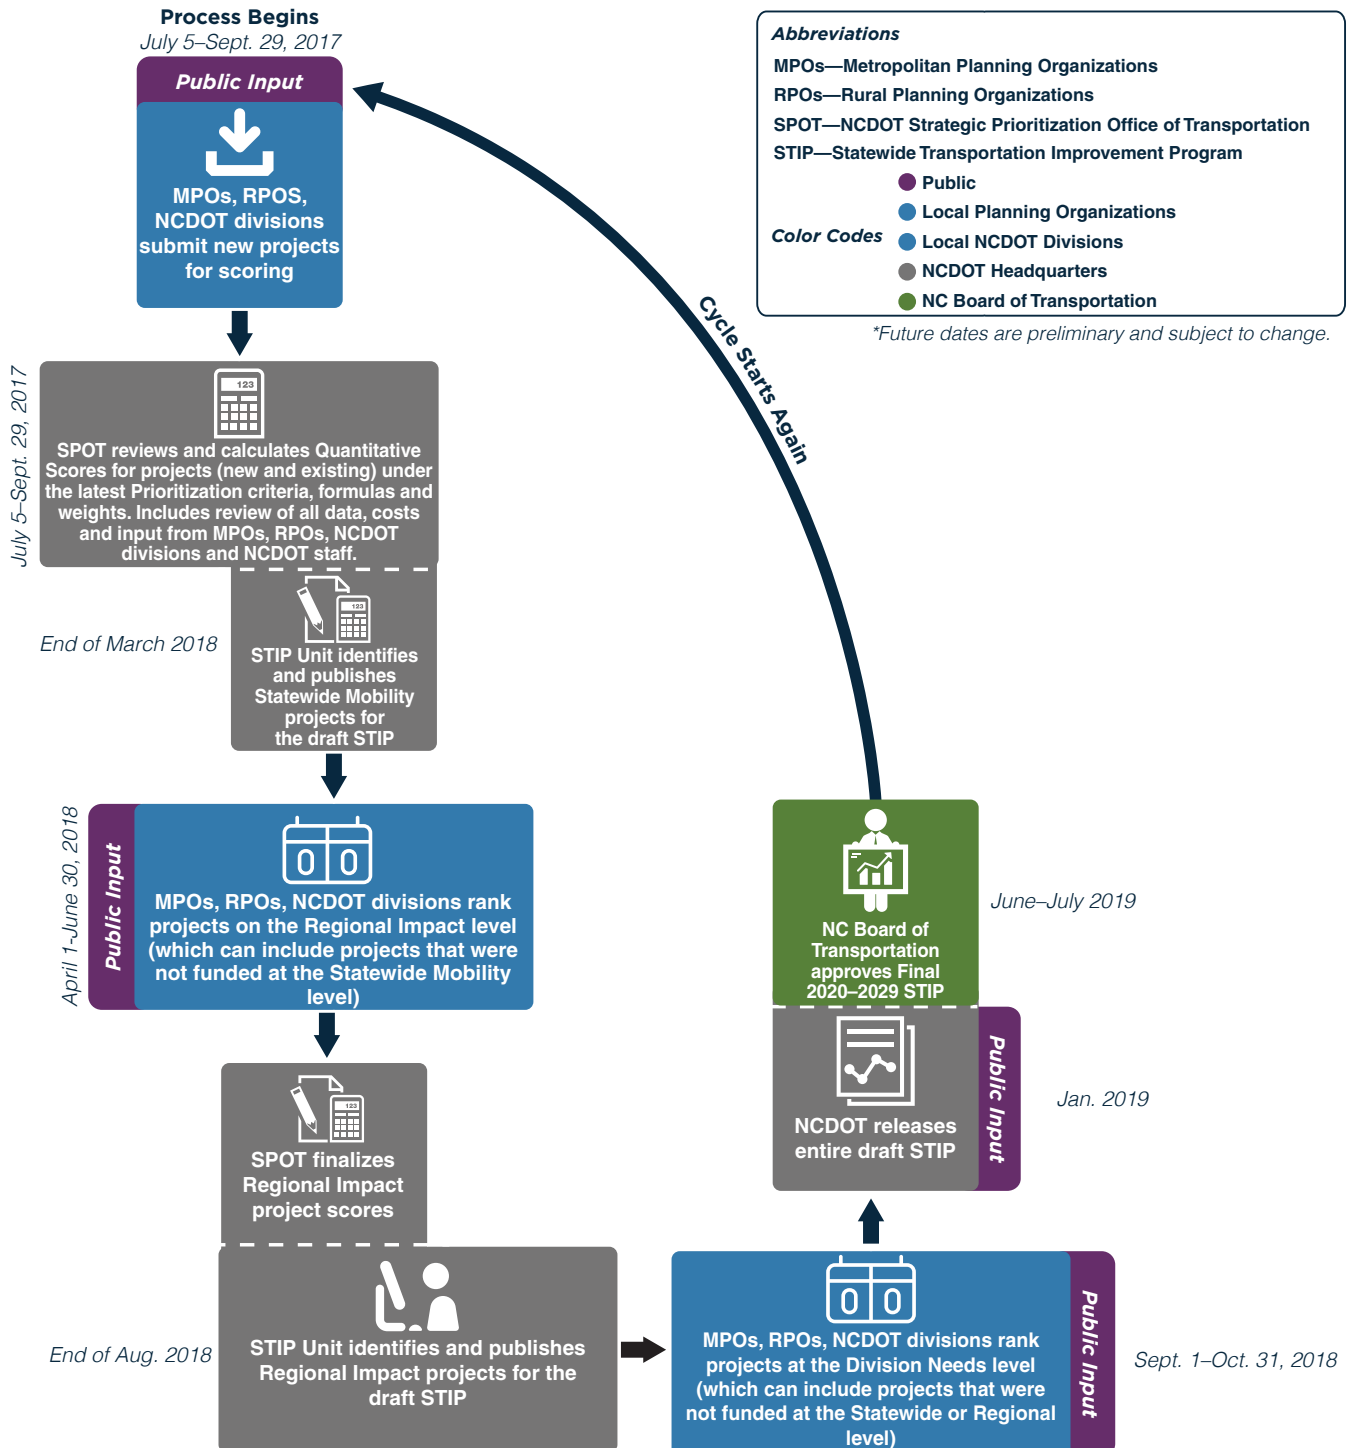 Process Begins
July 5–Sept. 29, 2017
Public Input
MPOs, RPOS,
NCDOT divisions
submit new projects
for scoring
Abbreviations
MPOs—Metropolitan Planning Organizations
RPOs—Rural Planning Organizations
SPOT—NCDOT Strategic Prioritization Office of Transportation
STIP—Statewide Transportation Improvement Program
Color Codes
Public
Local Planning Organizations
Local NCDOT Divisions
NCDOT Headquarters
NC Board of Transportation
*Future dates are preliminary and subject to change.
Cycle Starts Again
July 5–Sept. 29, 2017
123
SPOT reviews and calculates Quantitative
Scores for projects (new and existing) under
the latest Prioritization criteria, formulas and
weights. Includes review of all data, costs
and input from MPOs, RPOs, NCDOT
divisions and NCDOT staff.
End of March 2018
123
STIP Unit identifies
and publishes
Statewide Mobility
projects for
the draft STIP
April 1-June 30, 2018
Public Input
0 0
MPOs, RPOs, NCDOT divisions rank
projects on the Regional Impact level
(which can include projects that were
not funded at the Statewide Mobility
level)
123
SPOT finalizes
Regional Impact
project scores
End of Aug. 2018
STIP Unit identifies and publishes
Regional Impact projects for the
draft STIP
0 0
MPOs, RPOs, NCDOT divisions rank
projects at the Division Needs level
(which can include projects that were
not funded at the Statewide or Regional
level)
Public Input
Sept. 1–Oct. 31, 2018
NCDOT releases
entire draft STIP
Public Input
Jan. 2019
NC Board of
Transportation
approves Final
2020–2029 STIP
June–July 2019